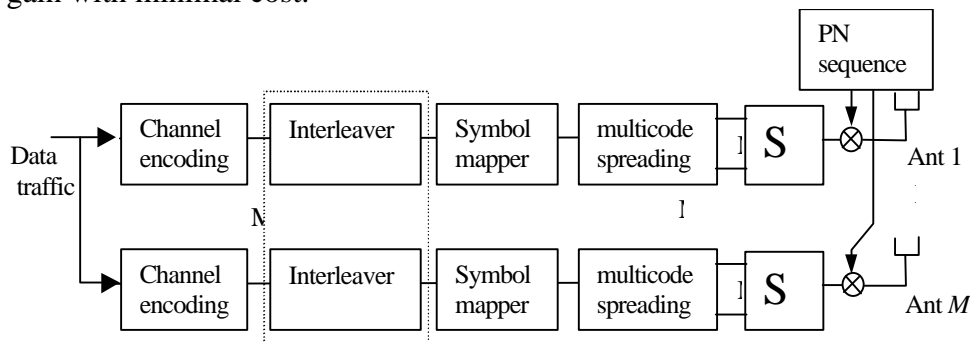 gain with minimal cost.
PN
sequence
Channel
encoding
Interleaver
Symbol
mapper
multicode
spreading
S
Data
traffic
Ant 1
M
Channel
encoding
Interleaver
Symbol
mapper
multicode
spreading
S
Ant M